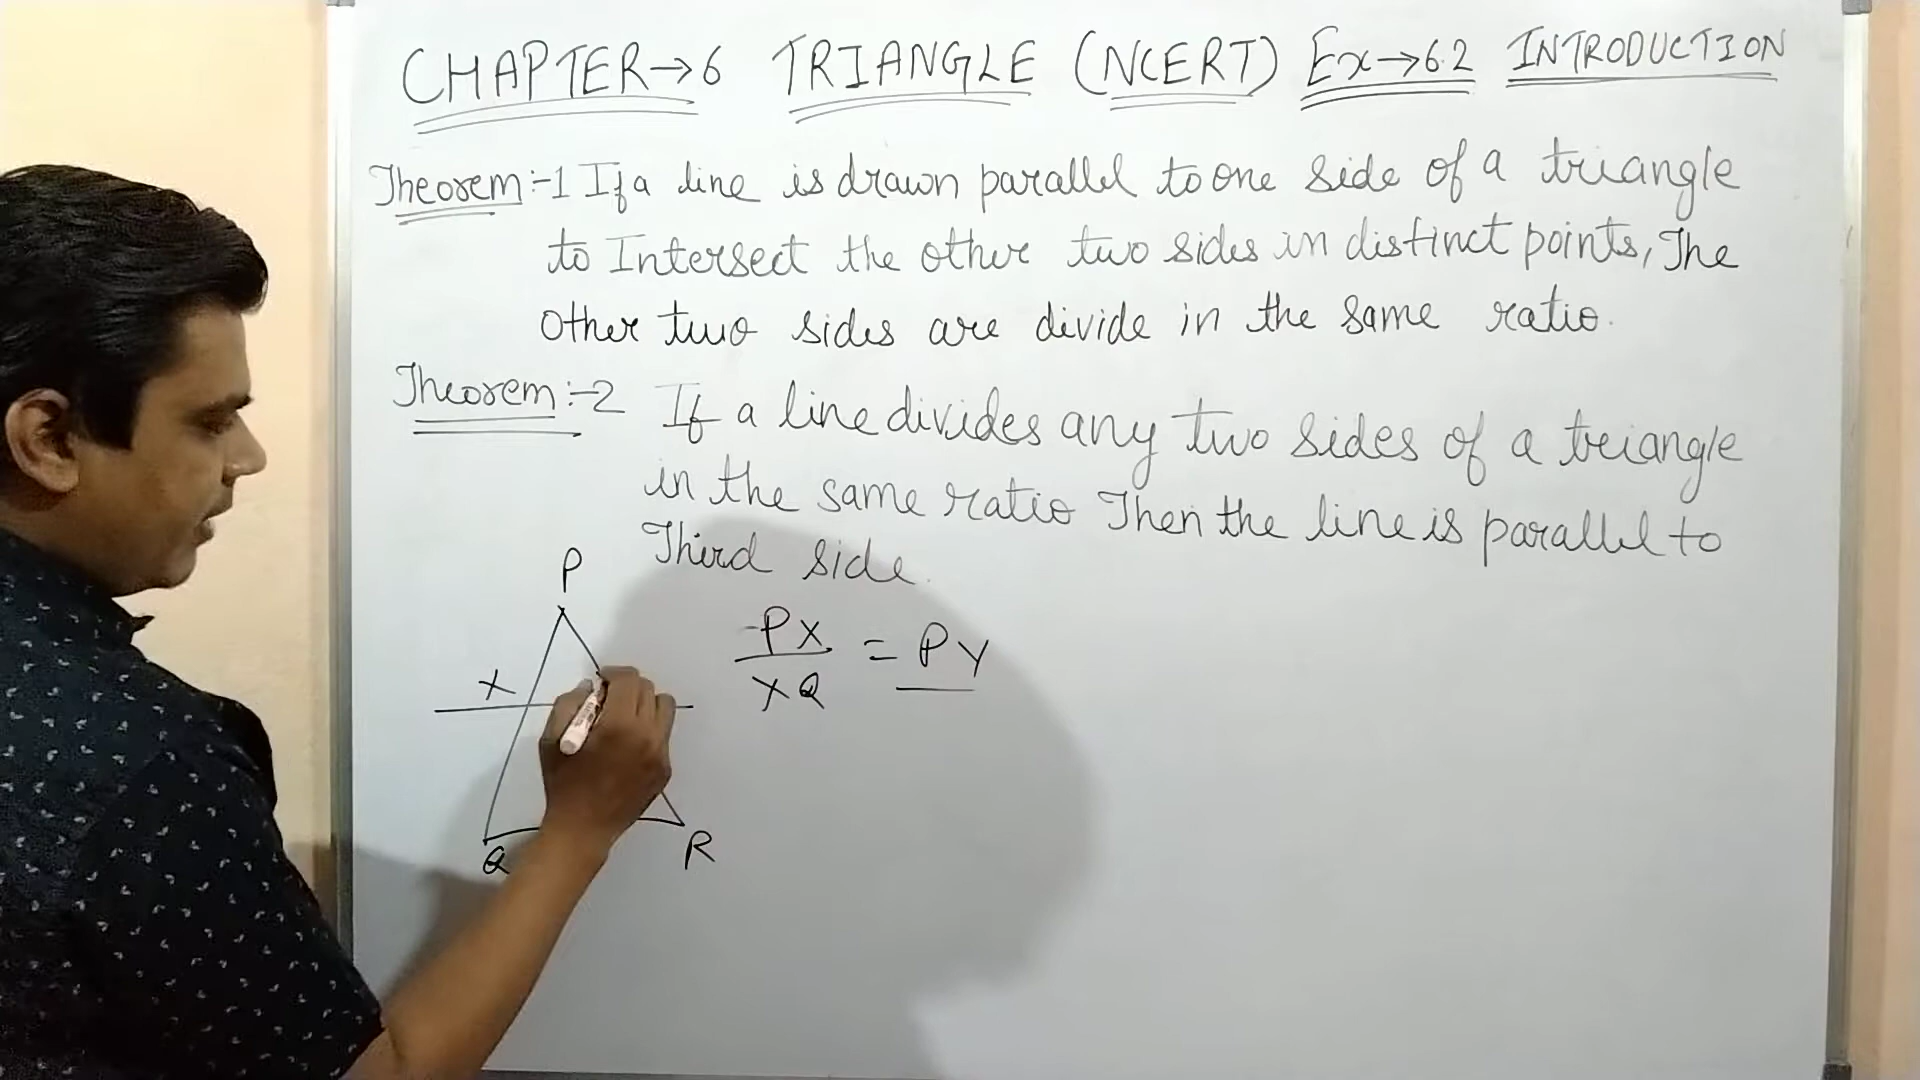 CHAPTER→6 TRIANGLE (NCERT) Ex→6.2 INTRODUCTION
Theorem:-1 If a line is drawn parallel to one side of a triangle
to Intersect the other two sides in distinct points, The
Other two sides are divide in the same ratio.
Theorem:-2 If a line divides any two sides of a triangle
in the same ratio Then the line is parallel to
Third side.
P
PX = PY
XQ
X
Q R